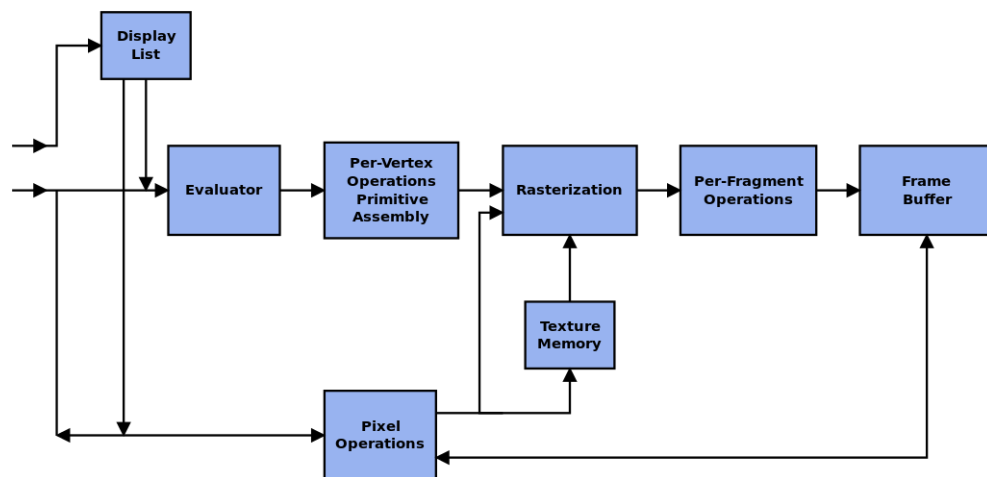 Display
List
Evaluator
Per-Vertex
Operations
Primitive
Assembly
Rasterization
Per-Fragment
Operations
Frame
Buffer
Texture
Memory
Pixel
Operations